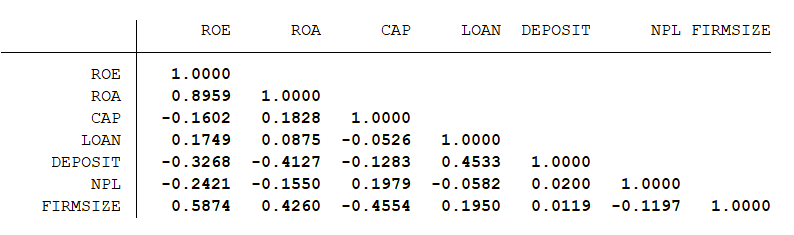 ROE ROA CAP LOAN DEPOSIT NPL FIRMSIZE
ROE 1.0000
ROA 0.8959 1.0000
CAP -0.1602 0.1828 1.0000
LOAN 0.1749 0.0875 -0.0526 1.0000
DEPOSIT -0.3268 -0.4127 -0.1283 0.4533 1.0000
NPL -0.2421 -0.1550 0.1979 -0.0582 0.0200 1.0000
FIRMSIZE 0.5874 0.4260 -0.4554 0.1950 0.0119 -0.1197 1.0000